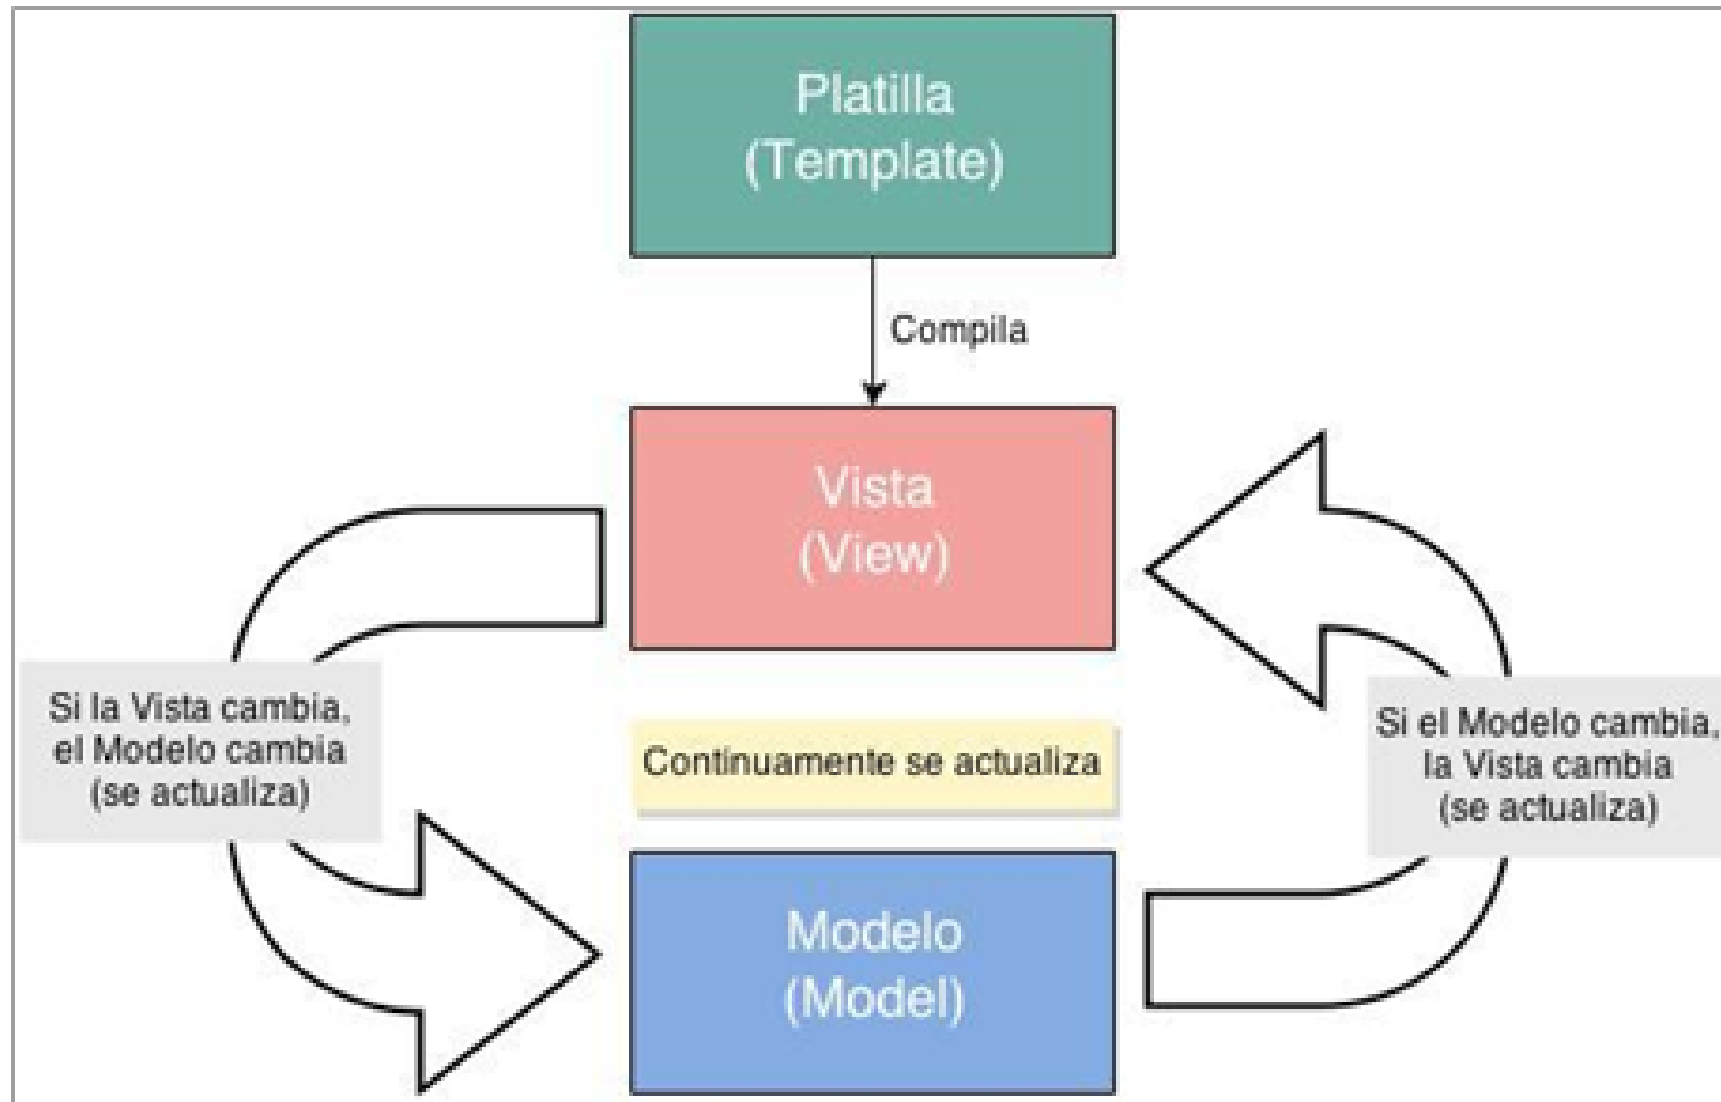 Platilla
(Template)
Compila
Vista
(View)
Si la Vista cambia,
el Modelo cambia
(se actualiza)
Continuamente se actualiza
Si el Modelo cambia,
la Vista cambia
(se actualiza)
Modelo
(Model)